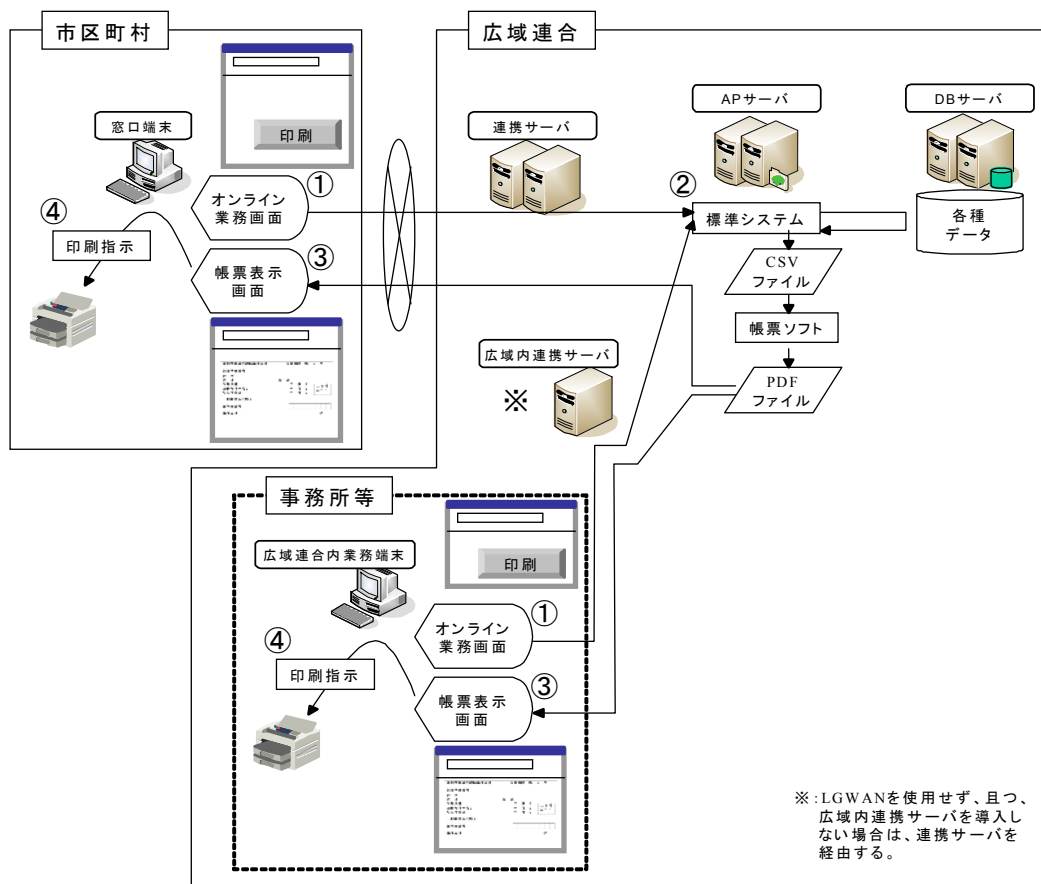 市区町村
広域連合
印刷
窓口端末
連携サーバ
APサーバ
DBサーバ
①
オンライン
業務画面
②
標準システム
各種
データ
④
印刷指示
③
帳票表示
画面
CSV
ファイル
帳票ソフト
広域内連携サーバ
※
PDF
ファイル
事務所等
印刷
広域連合内業務端末
①
オンライン
業務画面
④
印刷指示
③
帳票表示
画面
※:LGWANを使用せず、且つ、
広域内連携サーバを導入し
ない場合は、連携サーバを
経由する。